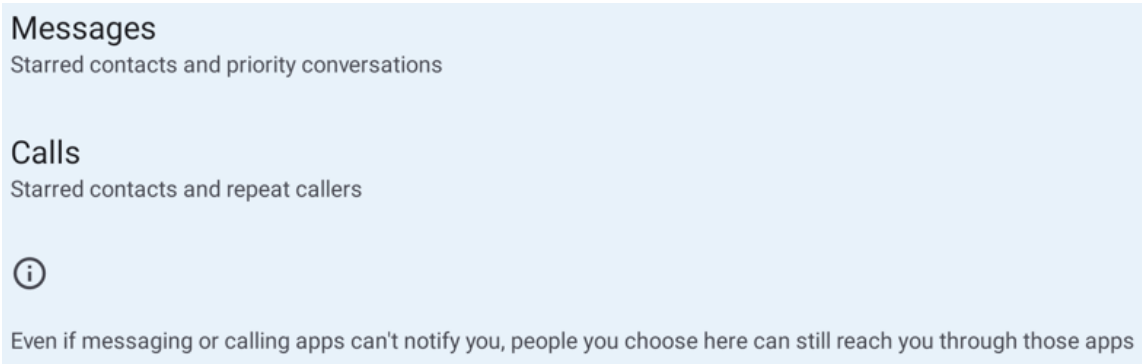 Messages
Starred contacts and priority conversations
Calls
Starred contacts and repeat callers
Even if messaging or calling apps can't notify you, people you choose here can still reach you through those apps